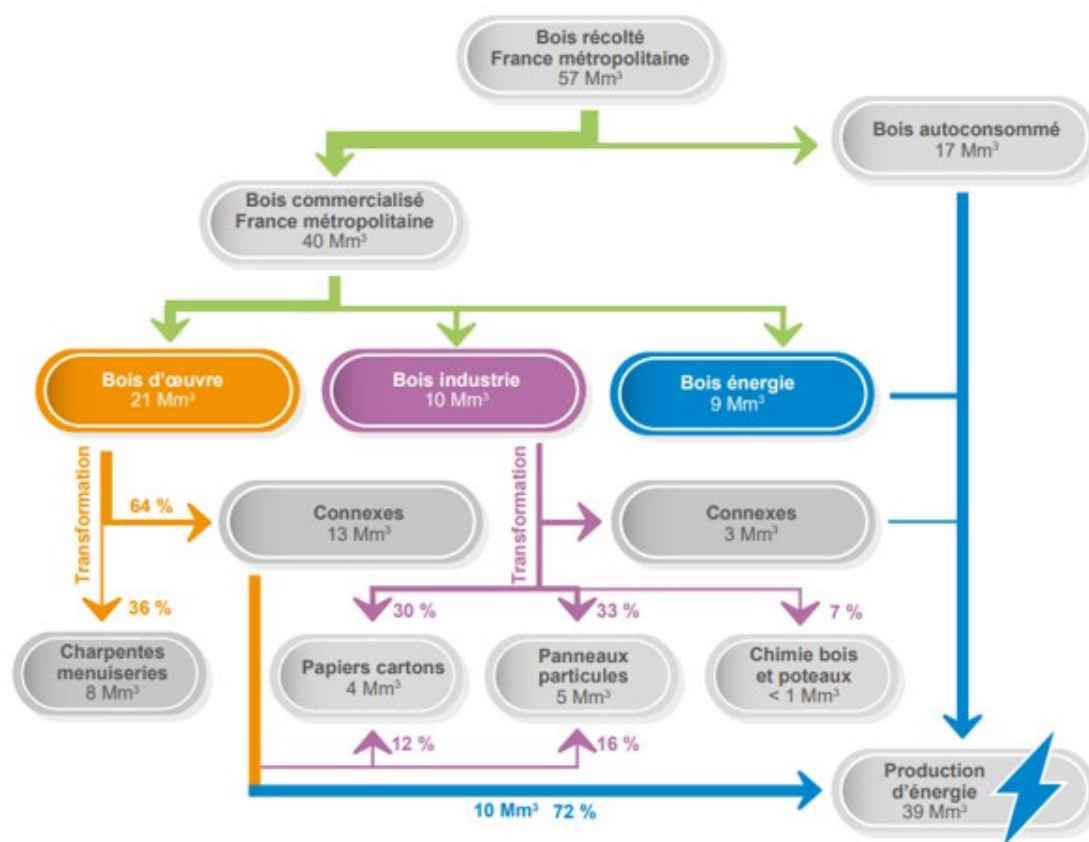 Bois récolté
France métropolitaine
57 Mm³
Bois autoconsommé
17 Mm³
Bois commercialisé
France métropolitaine
40 Mm³
Bois d'œuvre
21 Mm³
Bois industrie
10 Mm³
Bois énergie
9 Mm³
Transformation
64 %
Connexes
13 Mm³
Transformation
Connexes
3 Mm³
36 %
30 %
33 %
7 %
Charpentes
menuiseries
8 Mm³
Papiers cartons
4 Mm³
Panneaux
particules
5 Mm³
Chimie bois
et poteaux
< 1 Mm³
12 %
16 %
10 Mm³ 72 %
Production
d'énergie
39 Mm³